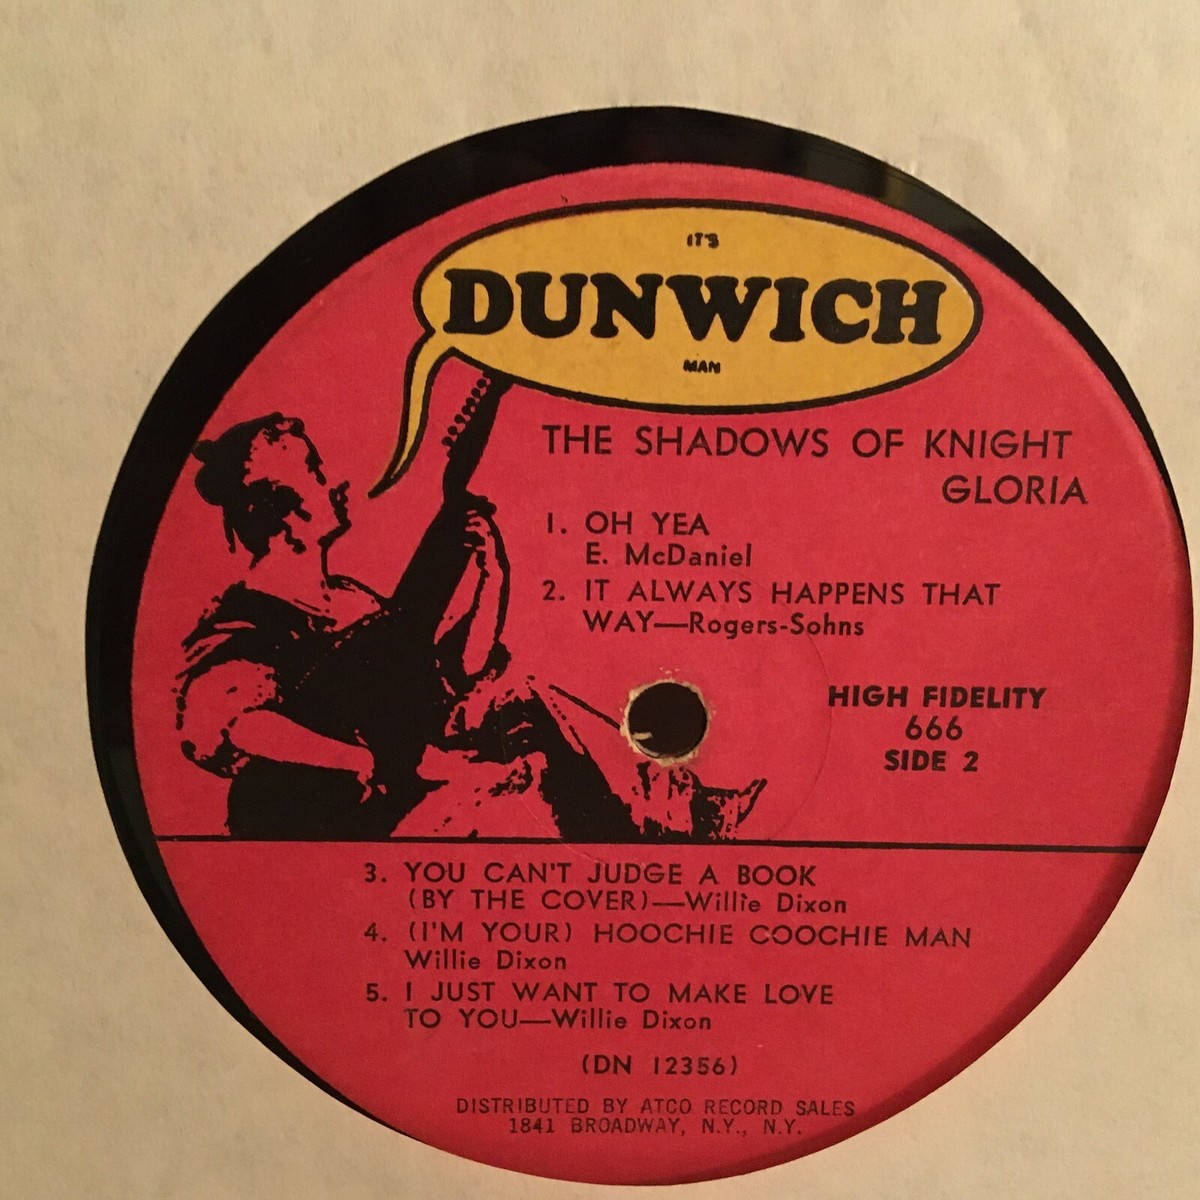 IT'S
DUNWICH
MAN
THE SHADOWS OF KNIGHT
GLORIA
1. OH YEA
E. McDaniel
2. IT ALWAYS HAPPENS THAT
WAY—Rogers-Sohns
HIGH FIDELITY
666
SIDE 2
3. YOU CAN'T JUDGE A BOOK
(BY THE COVER)—Willie Dixon
4. (I'M YOUR) HOOCHIE COOCHIE MAN
Willie Dixon
5. I JUST WANT TO MAKE LOVE
TO YOU—Willie Dixon
(DN 12356)
DISTRIBUTED BY ATCO RECORD SALES
1841 BROADWAY, N.Y., N.Y.